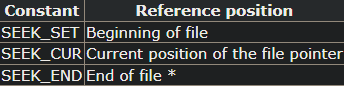 Constant Reference position
SEEK_SET Beginning of file
SEEK_CUR Current position of the file pointer
SEEK_END End of file *